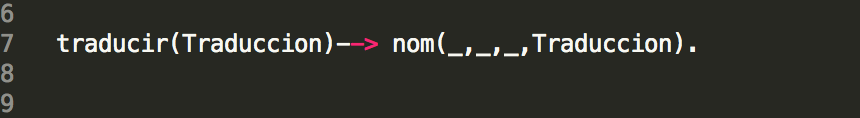 6
7 traducir(Traduccion)--> nom(_,_,_,Traduccion).
8
9